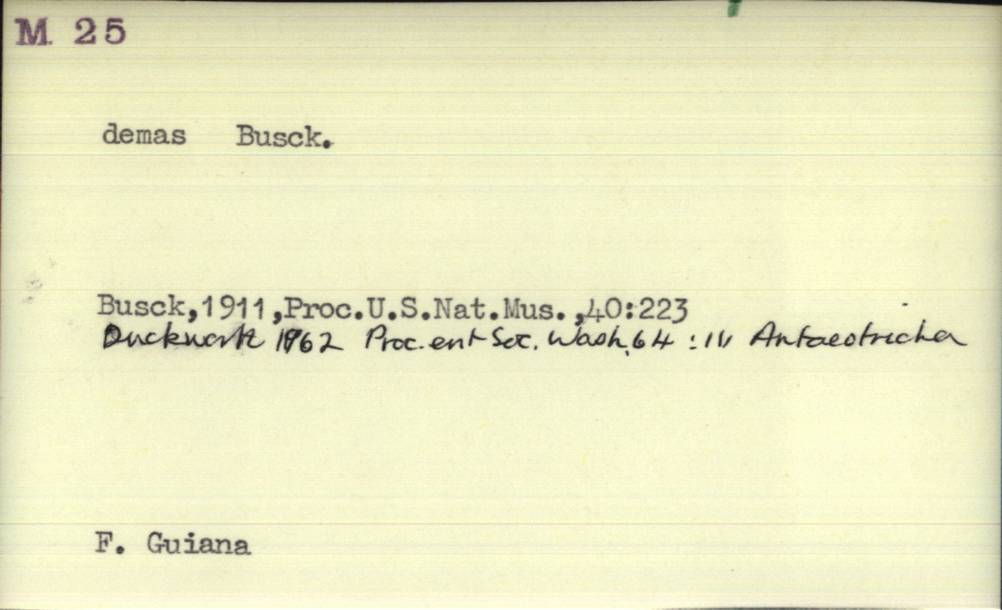 M. 25
demas Busck.
Busck,1911,Proc.U.S.Nat.Mus.,40:223
Duckworth 1962 Proc. ent Soc. Wash. 64 : 111 Antaeotricha
F. Guiana